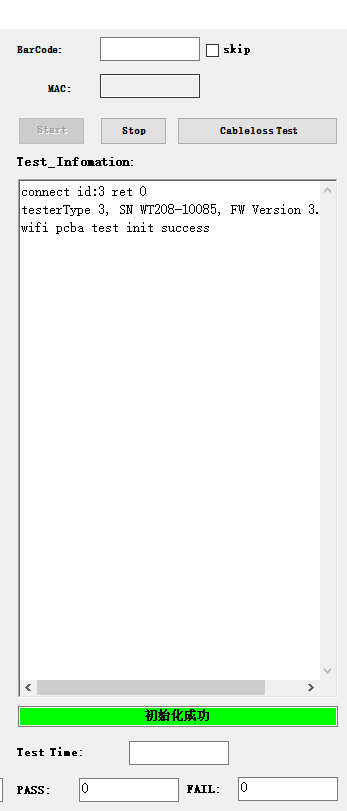 BarCode: skip
MAC:
Start Stop Cableloss Test
Test_Infomation:
connect id:3 ret 0
testerType 3, SN WT208-10085, FW Version 3.
wifi pcba test init success
初始化成功
Test Time:
PASS: 0 FAIL: 0